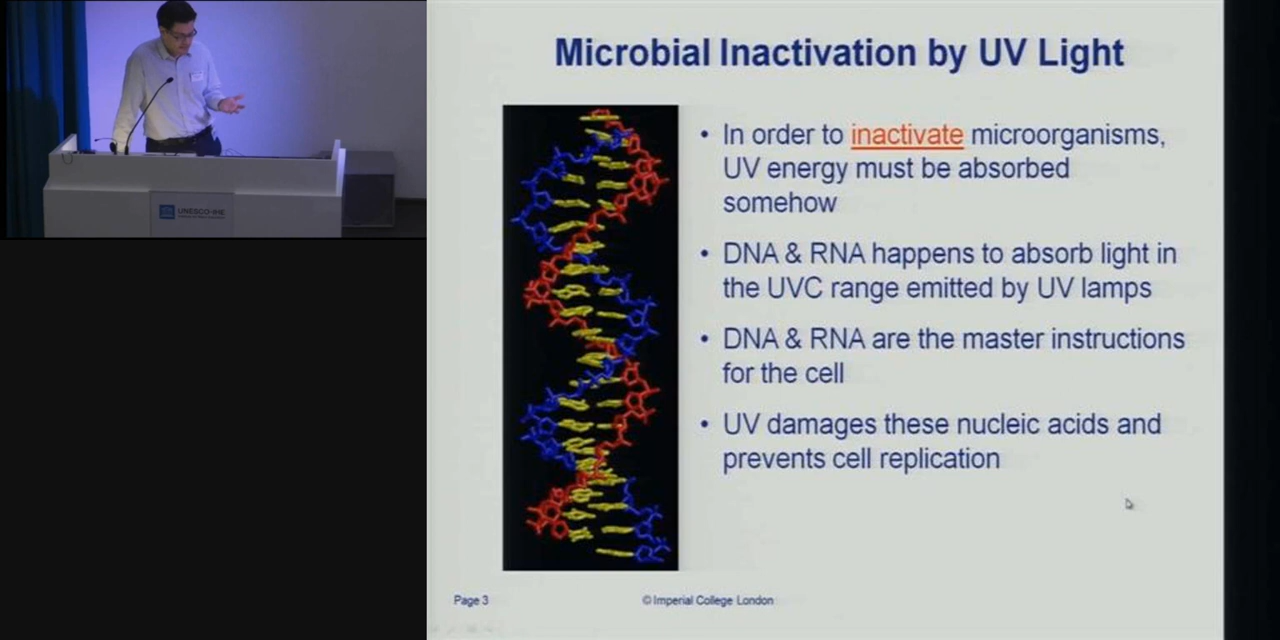 Microbial Inactivation by UV Light
• In order to inactivate microorganisms,
UV energy must be absorbed
somehow
• DNA & RNA happens to absorb light in
the UVC range emitted by UV lamps
• DNA & RNA are the master instructions
for the cell
• UV damages these nucleic acids and
prevents cell replication
Page 3
© Imperial College London
UNESCO-IHE